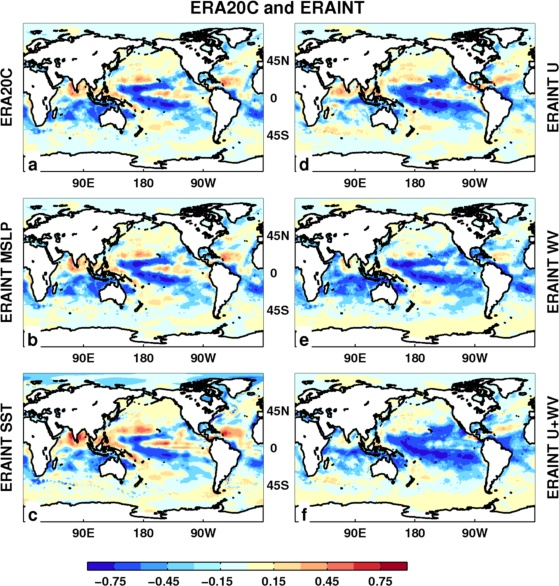 ERA20C and ERAINT
ERA20C
a
45N
0
45S
d
ERAINT U
90E 180 90W
90E 180 90W
ERAINT MSLP
b
45N
0
45S
e
ERAINT WV
90E 180 90W
90E 180 90W
ERAINT SST
c
45N
0
45S
f
ERAINT U+WV
90E 180 90W
90E 180 90W
−0.75 −0.45 −0.15 0.15 0.45 0.75